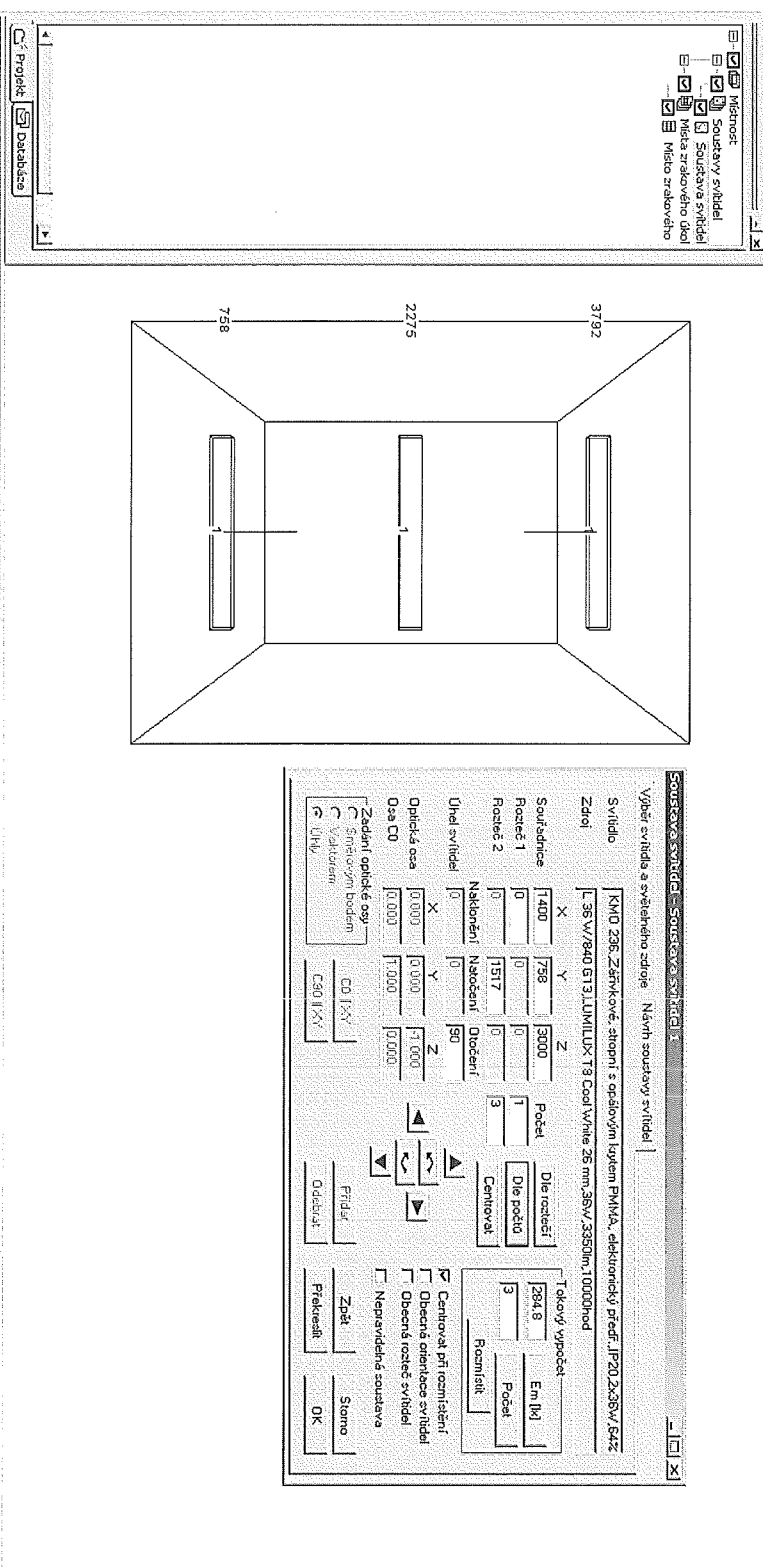 Místnost
Soustavy svítidel
Soustava svítidel
Místa zrakového úkol
Místo zrakového
Projekt
Databáze
3792
2275
758
1
1
1
Soustava svítidel - Soustava svítidel 1
Výběr svítidla a světelného zdroje
Návrh soustavy svítidel
Svítidlo
KMO 236,Zářivkové, stropní s opálovým krytem PMMA, elektronický předř.,IP20,2x36W,64%
Zdroj
L 36 W/840 G13,LUMILUX T8 Cool White 26 mm,36W,3350lm,10000hod
X Y Z Počet
Souřadnice 1400 758 3000 Dle roztečí
Rozteč 1 0 0 0 1 Dle počtů
Rozteč 2 0 1517 0 3 Centrovat
Naklonění Natočení Otočení
Úhel svítidel 0 0 90
X Y Z
Optická osa 0.000 0.000 -1.000
Osa C0 0.000 1.000 0.000
Zadání optické osy
Směrovým bodem
Vektorem
Úhly
C0 || XY
C90 || XY
Tokový výpočet
284,8 Em [lx]
3 Počet
Rozmístit
Centrovat při rozmístění
Obecná orientace svítidel
Obecná rozteč svítidel
Nepravidelná soustava
Přidat Zpět Storno
Odebrat Překreslit OK